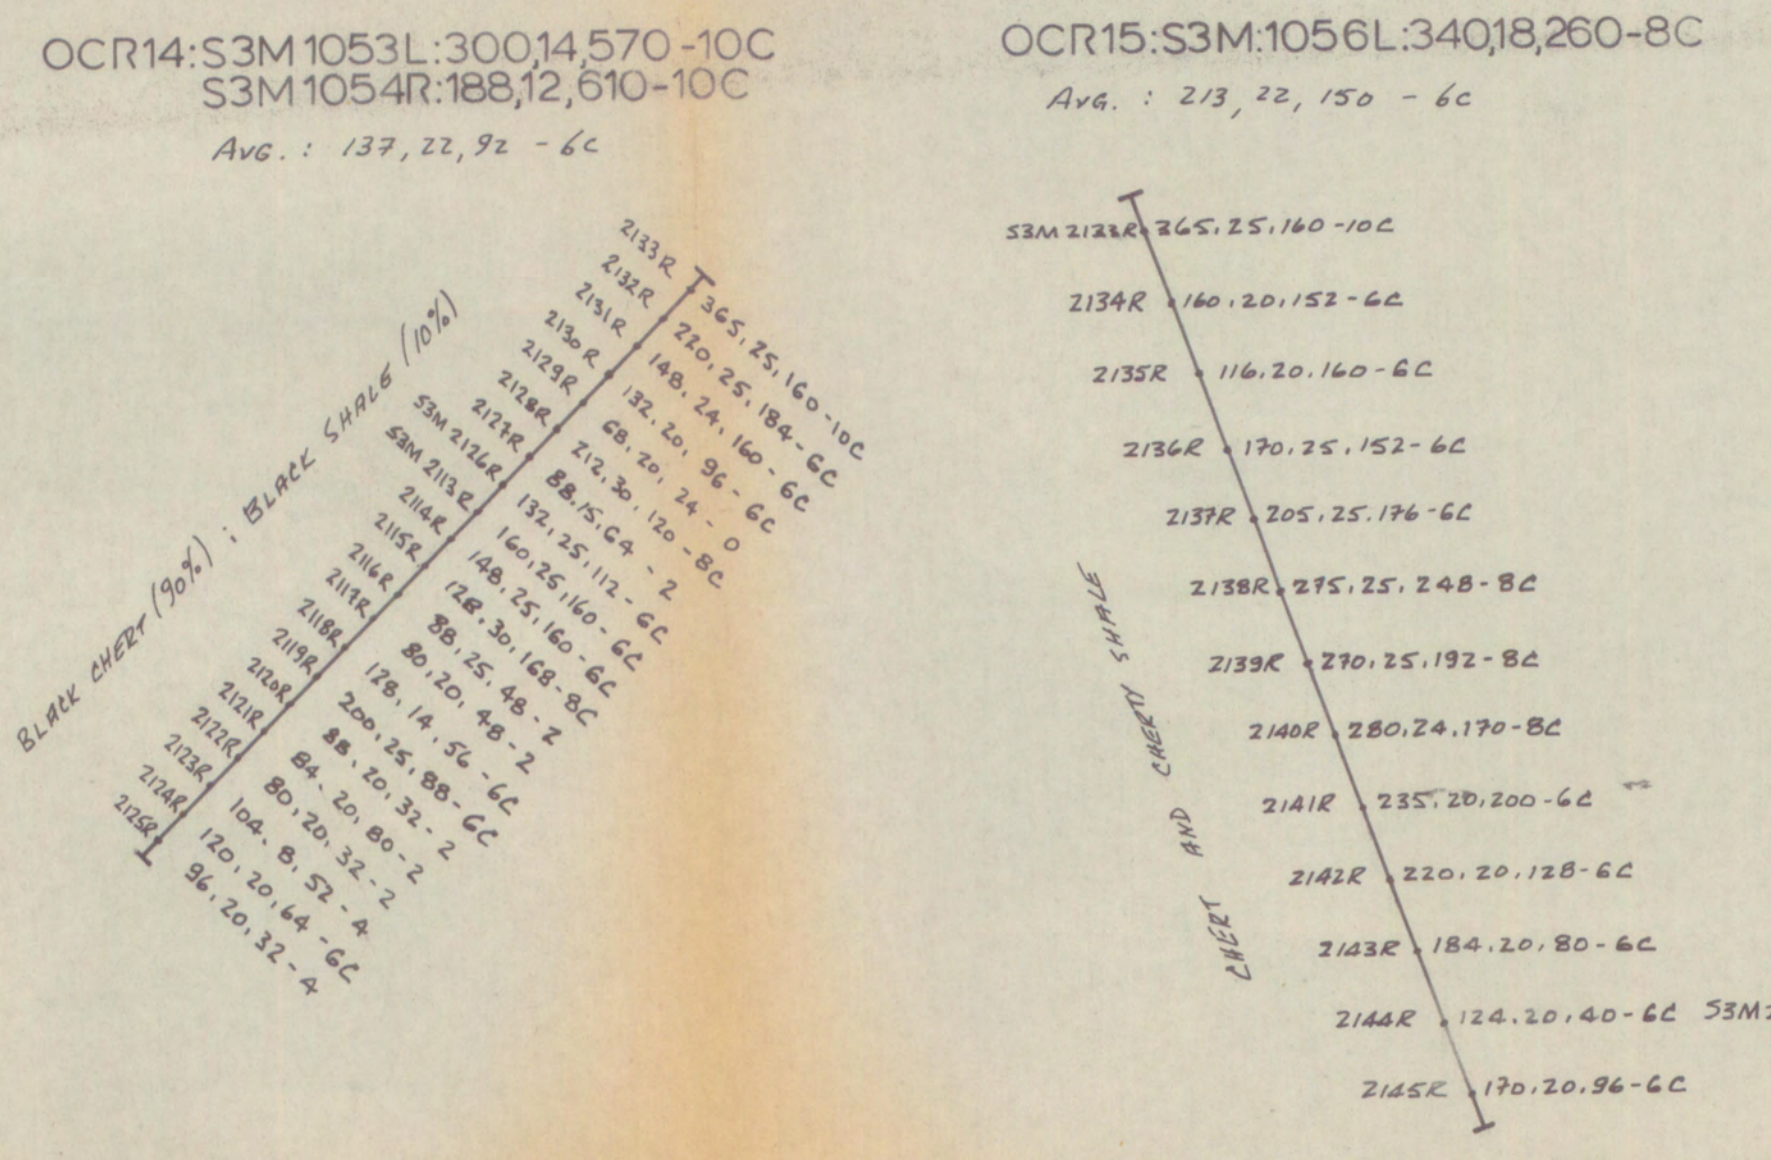 OCR14:S3M1053L:300,14,570-10C
S3M1054R:188,12,610-10C
AVG. : 137,22,92 - 6C
BLACK CHERT (90%) : BLACK SHALE (10%)
2133R 365, 25, 160-10C
2132R 220, 25, 184-6C
2131R 148, 24, 160-6C
2130R 132, 20, 96-6C
2129R 68, 20, 24-0
2128R 212, 30, 120-8C
2127R 88, 15, 64-2
S3M 2126R 132, 25, 112-6C
S3M 2113R 160, 25, 160-6C
2114R 148, 25, 160-6C
2115R 128, 30, 168-8C
2116R 88, 25, 48-2
2117R 80, 20, 48-2
2118R 128, 14, 56-6C
2119R 200, 25, 88-6C
2120R 88, 20, 32-2
2121R 84, 20, 80-2
2122R 80, 20, 32-2
2123R 104, 8, 52-4
2124R 120, 20, 64-6C
2125R 96, 20, 32-4
OCR15:S3M:1056L:340,18,260-8C
AVG. : 213, 22, 150 - 6C
S3M 2133R 365, 25, 160-10C
2134R 160, 20, 152-6C
2135R 116, 20, 160-6C
2136R 170, 25, 152-6C
2137R 205, 25, 176-6C
2138R 275, 25, 248-8C
2139R 270, 25, 192-8C
2140R 280, 24, 170-8C
2141R 235, 20, 200-6C
2142R 220, 20, 128-6C
2143R 184, 20, 80-6C
2144R 124, 20, 40-6C S3M
2145R 170, 20, 96-6C
CHERT AND CHERTY SHALE